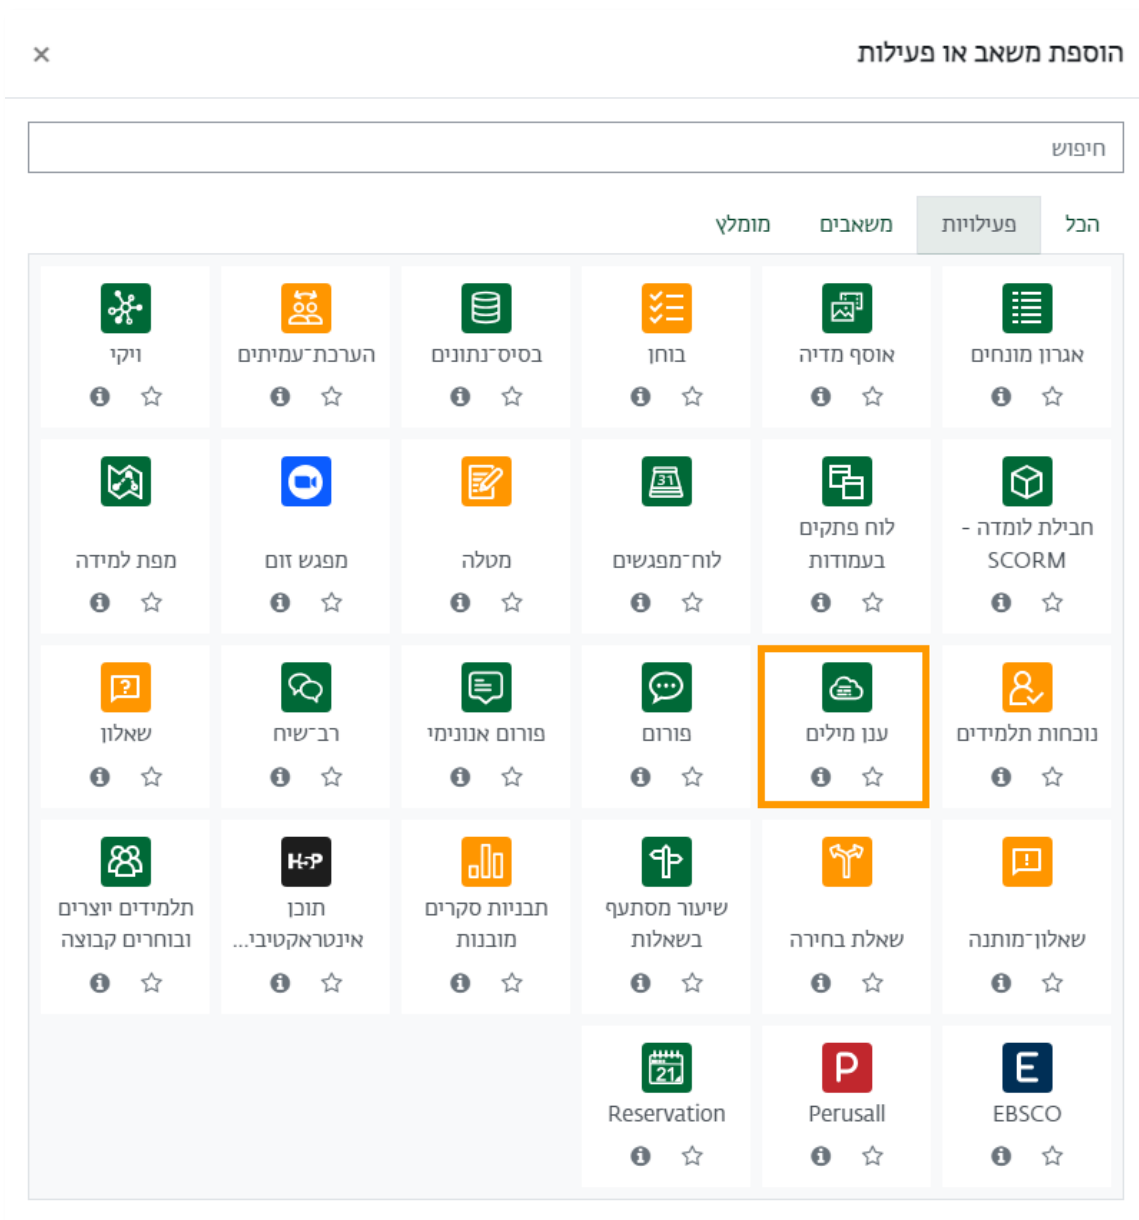 הוספת משאב או פעילות
×
חיפוש
הכל
פעילויות
משאבים
מומלץ
אגרון מונחים
אוסף מדיה
בוחן
בסיס־נתונים
הערכת־עמיתים
ויקי
חבילת לומדה -
SCORM
לוח פתקים
בעמודות
31
לוח־מפגשים
מטלה
מפגש זום
מפת למידה
נוכחות תלמידים
ענן מילים
פורום
פורום אנונימי
רב־שיח
?
שאלון
!
שאלון־מותנה
שאלת בחירה
שיעור מסתעף
בשאלות
תבניות סקרים
מובנות
H5P
תוכן
אינטראקטיבי...
תלמידים יוצרים
ובוחרים קבוצה
E
EBSCO
P
Perusall
21
Reservation